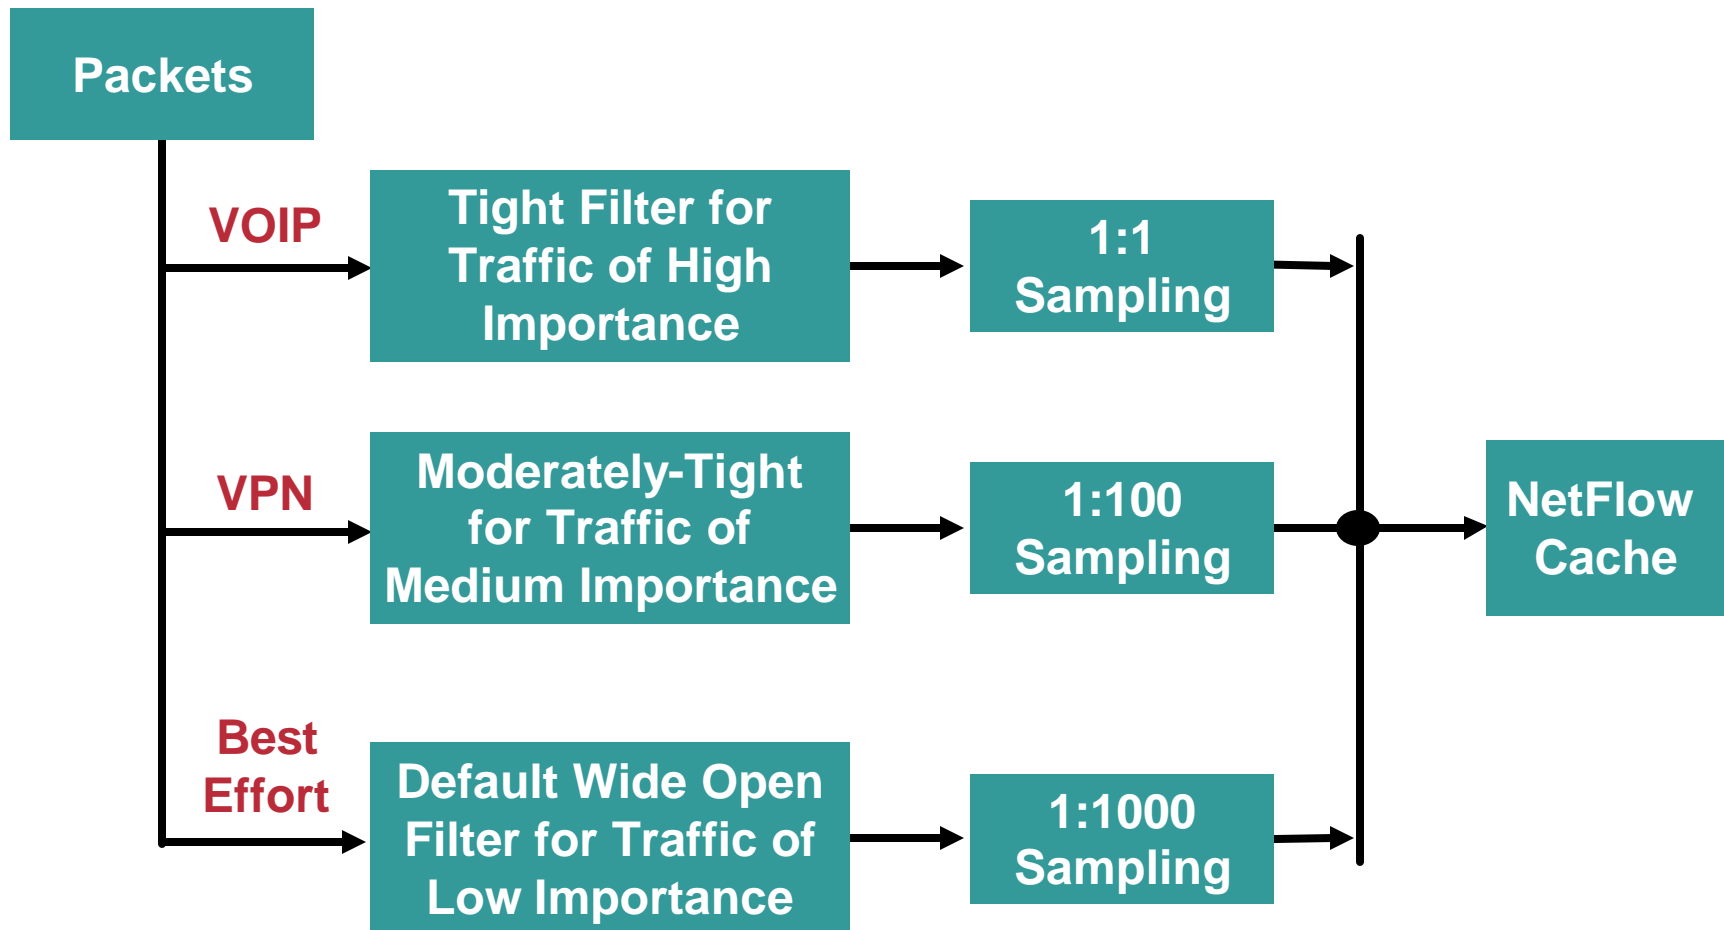 Packets
VOIP
Tight Filter for
Traffic of High
Importance
1:1
Sampling
VPN
Moderately-Tight
for Traffic of
Medium Importance
1:100
Sampling
NetFlow
Cache
Best
Effort
Default Wide Open
Filter for Traffic of
Low Importance
1:1000
Sampling